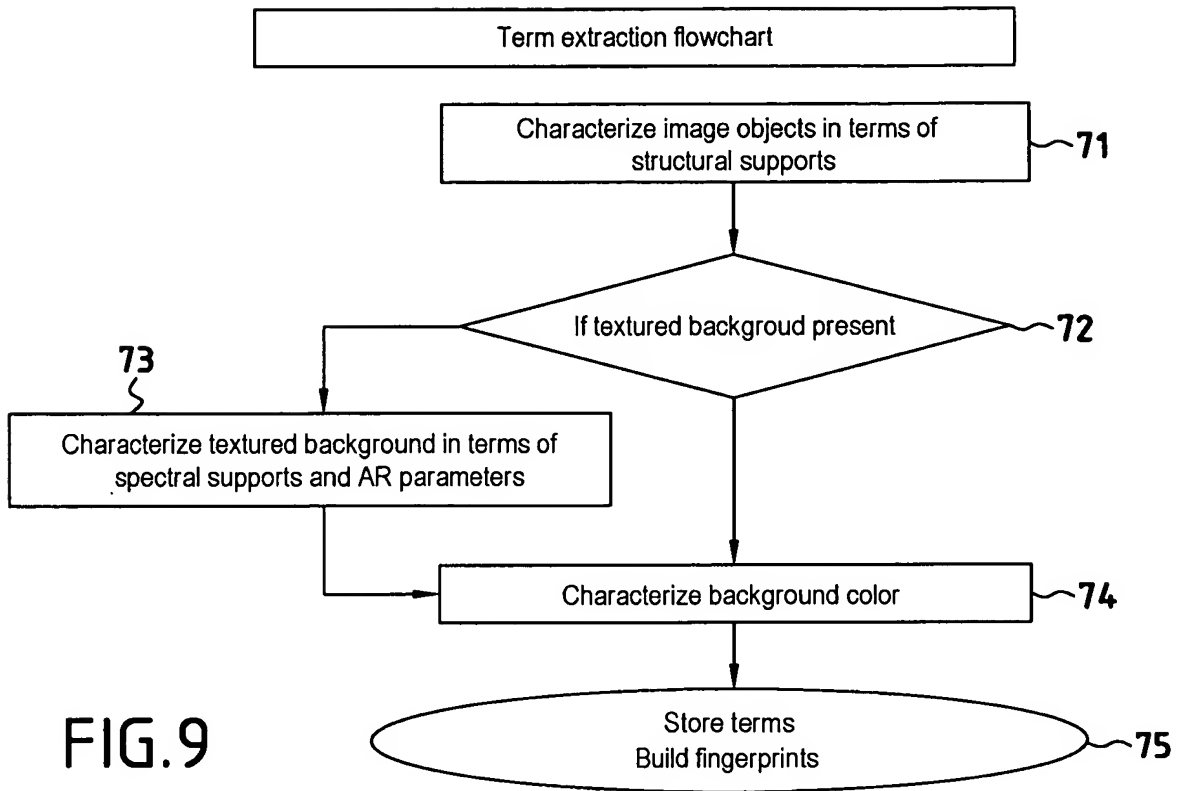 Term extraction flowchart
Characterize image objects in terms of
structural supports
71
If textured backgroud present
72
73
Characterize textured background in terms of
spectral supports and AR parameters
Characterize background color
74
Store terms
Build fingerprints
75
FIG.9